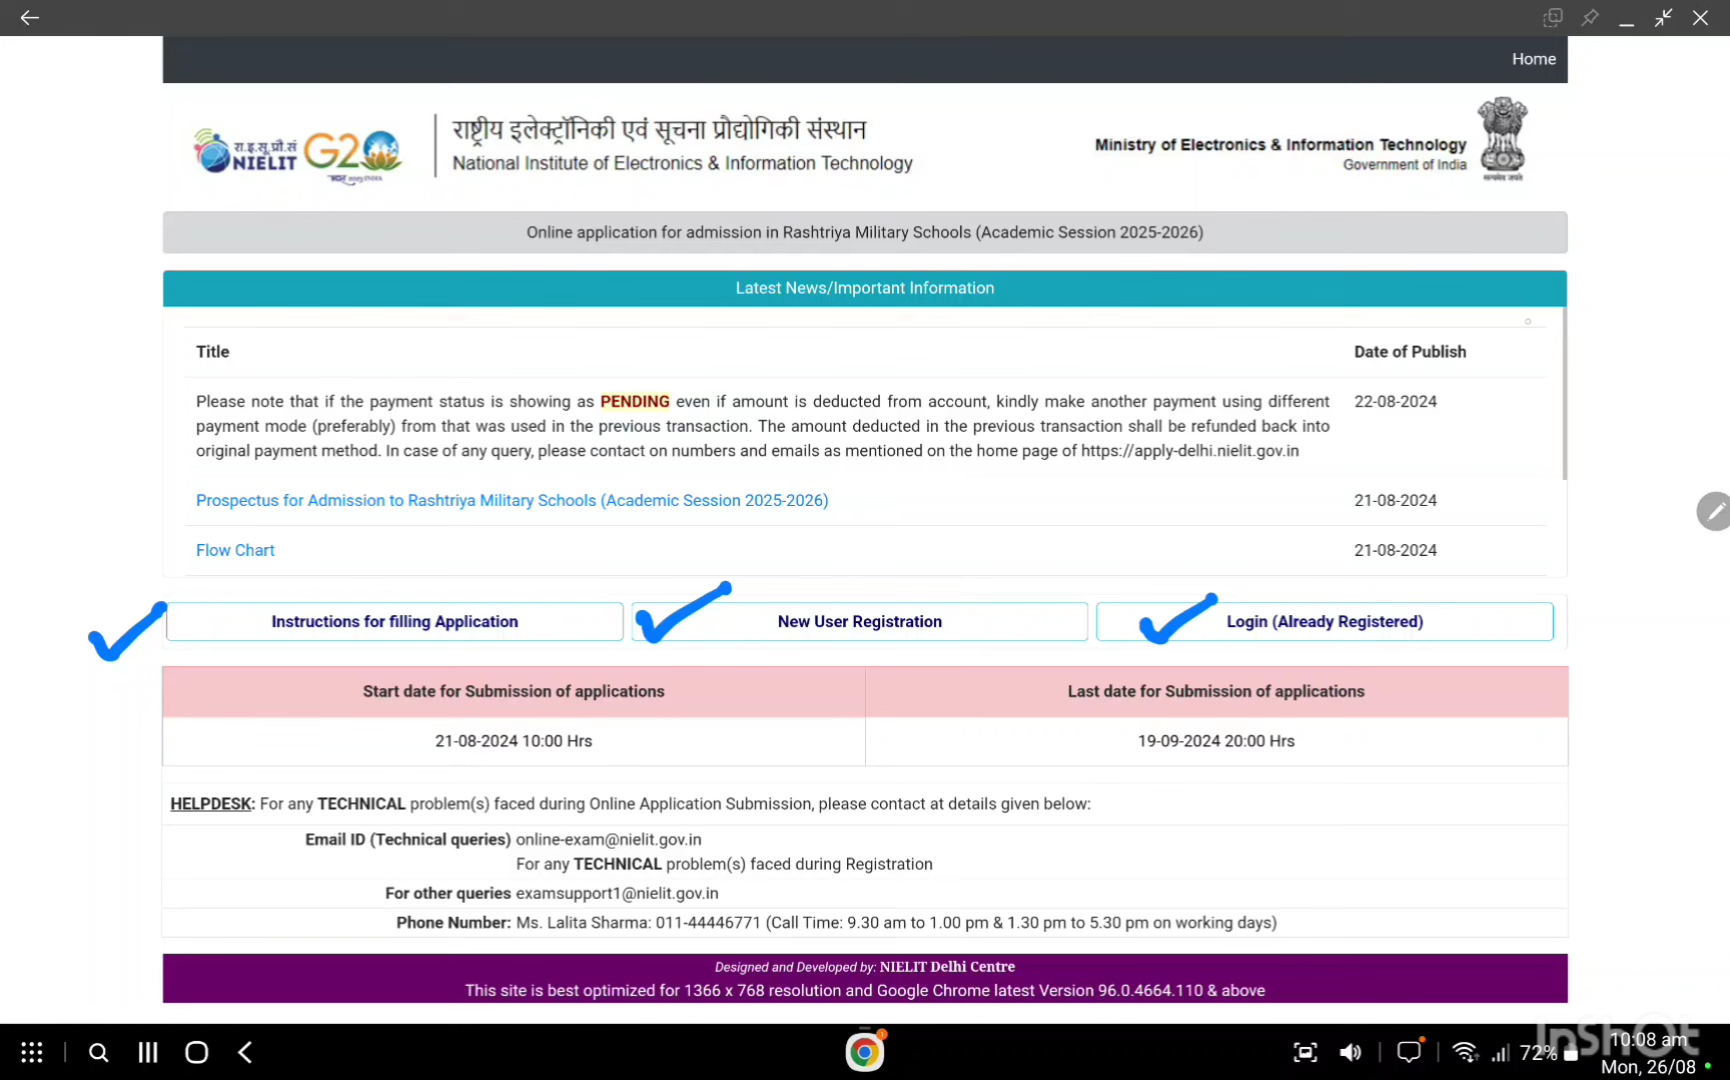 Home
रा.इ.सू.प्रौ.सं
NIELIT
G20
राष्ट्रीय इलेक्ट्रॉनिकी एवं सूचना प्रौद्योगिकी संस्थान
National Institute of Electronics & Information Technology
Ministry of Electronics & Information Technology
Government of India
सत्यमेव जयते
Online application for admission in Rashtriya Military Schools (Academic Session 2025-2026)
Latest News/Important Information
Title Date of Publish
Please note that if the payment status is showing as PENDING even if amount is deducted from account, kindly make another payment using different 22-08-2024
payment mode (preferably) from that was used in the previous transaction. The amount deducted in the previous transaction shall be refunded back into
original payment method. In case of any query, please contact on numbers and emails as mentioned on the home page of https://apply-delhi.nielit.gov.in
Prospectus for Admission to Rashtriya Military Schools (Academic Session 2025-2026) 21-08-2024
Flow Chart 21-08-2024
Instructions for filling Application New User Registration Login (Already Registered)
Start date for Submission of applications Last date for Submission of applications
21-08-2024 10:00 Hrs 19-09-2024 20:00 Hrs
HELPDESK: For any TECHNICAL problem(s) faced during Online Application Submission, please contact at details given below:
Email ID (Technical queries) online-exam@nielit.gov.in
For any TECHNICAL problem(s) faced during Registration
For other queries examsupport1@nielit.gov.in
Phone Number: Ms. Lalita Sharma: 011-44446771 (Call Time: 9.30 am to 1.00 pm & 1.30 pm to 5.30 pm on working days)
Designed and Developed by: NIELIT Delhi Centre
This site is best optimized for 1366 x 768 resolution and Google Chrome latest Version 96.0.4664.110 & above
InShOt
72% 10:08 am
Mon, 26/08